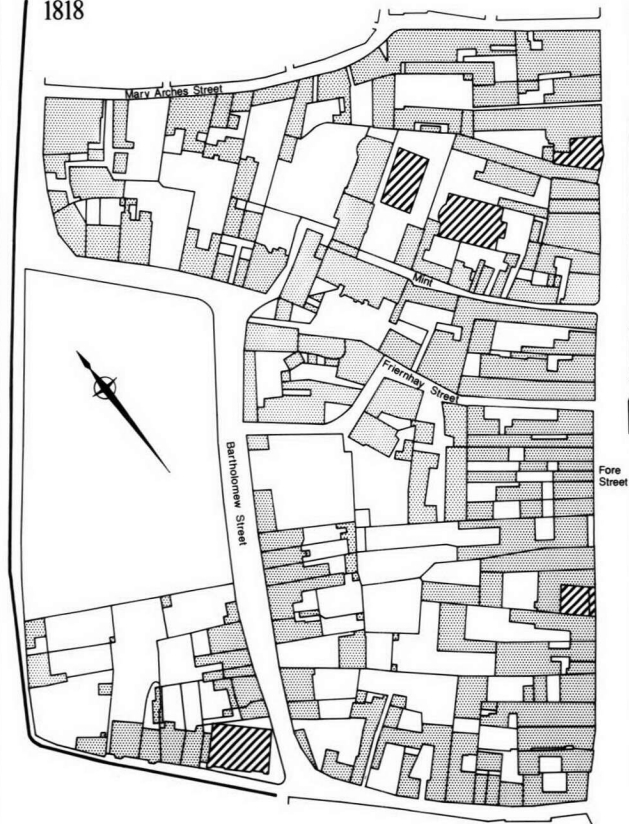 1818
Mary Arches Street
Mint
Friernhay Street
Bartholomew Street
Fore
Street